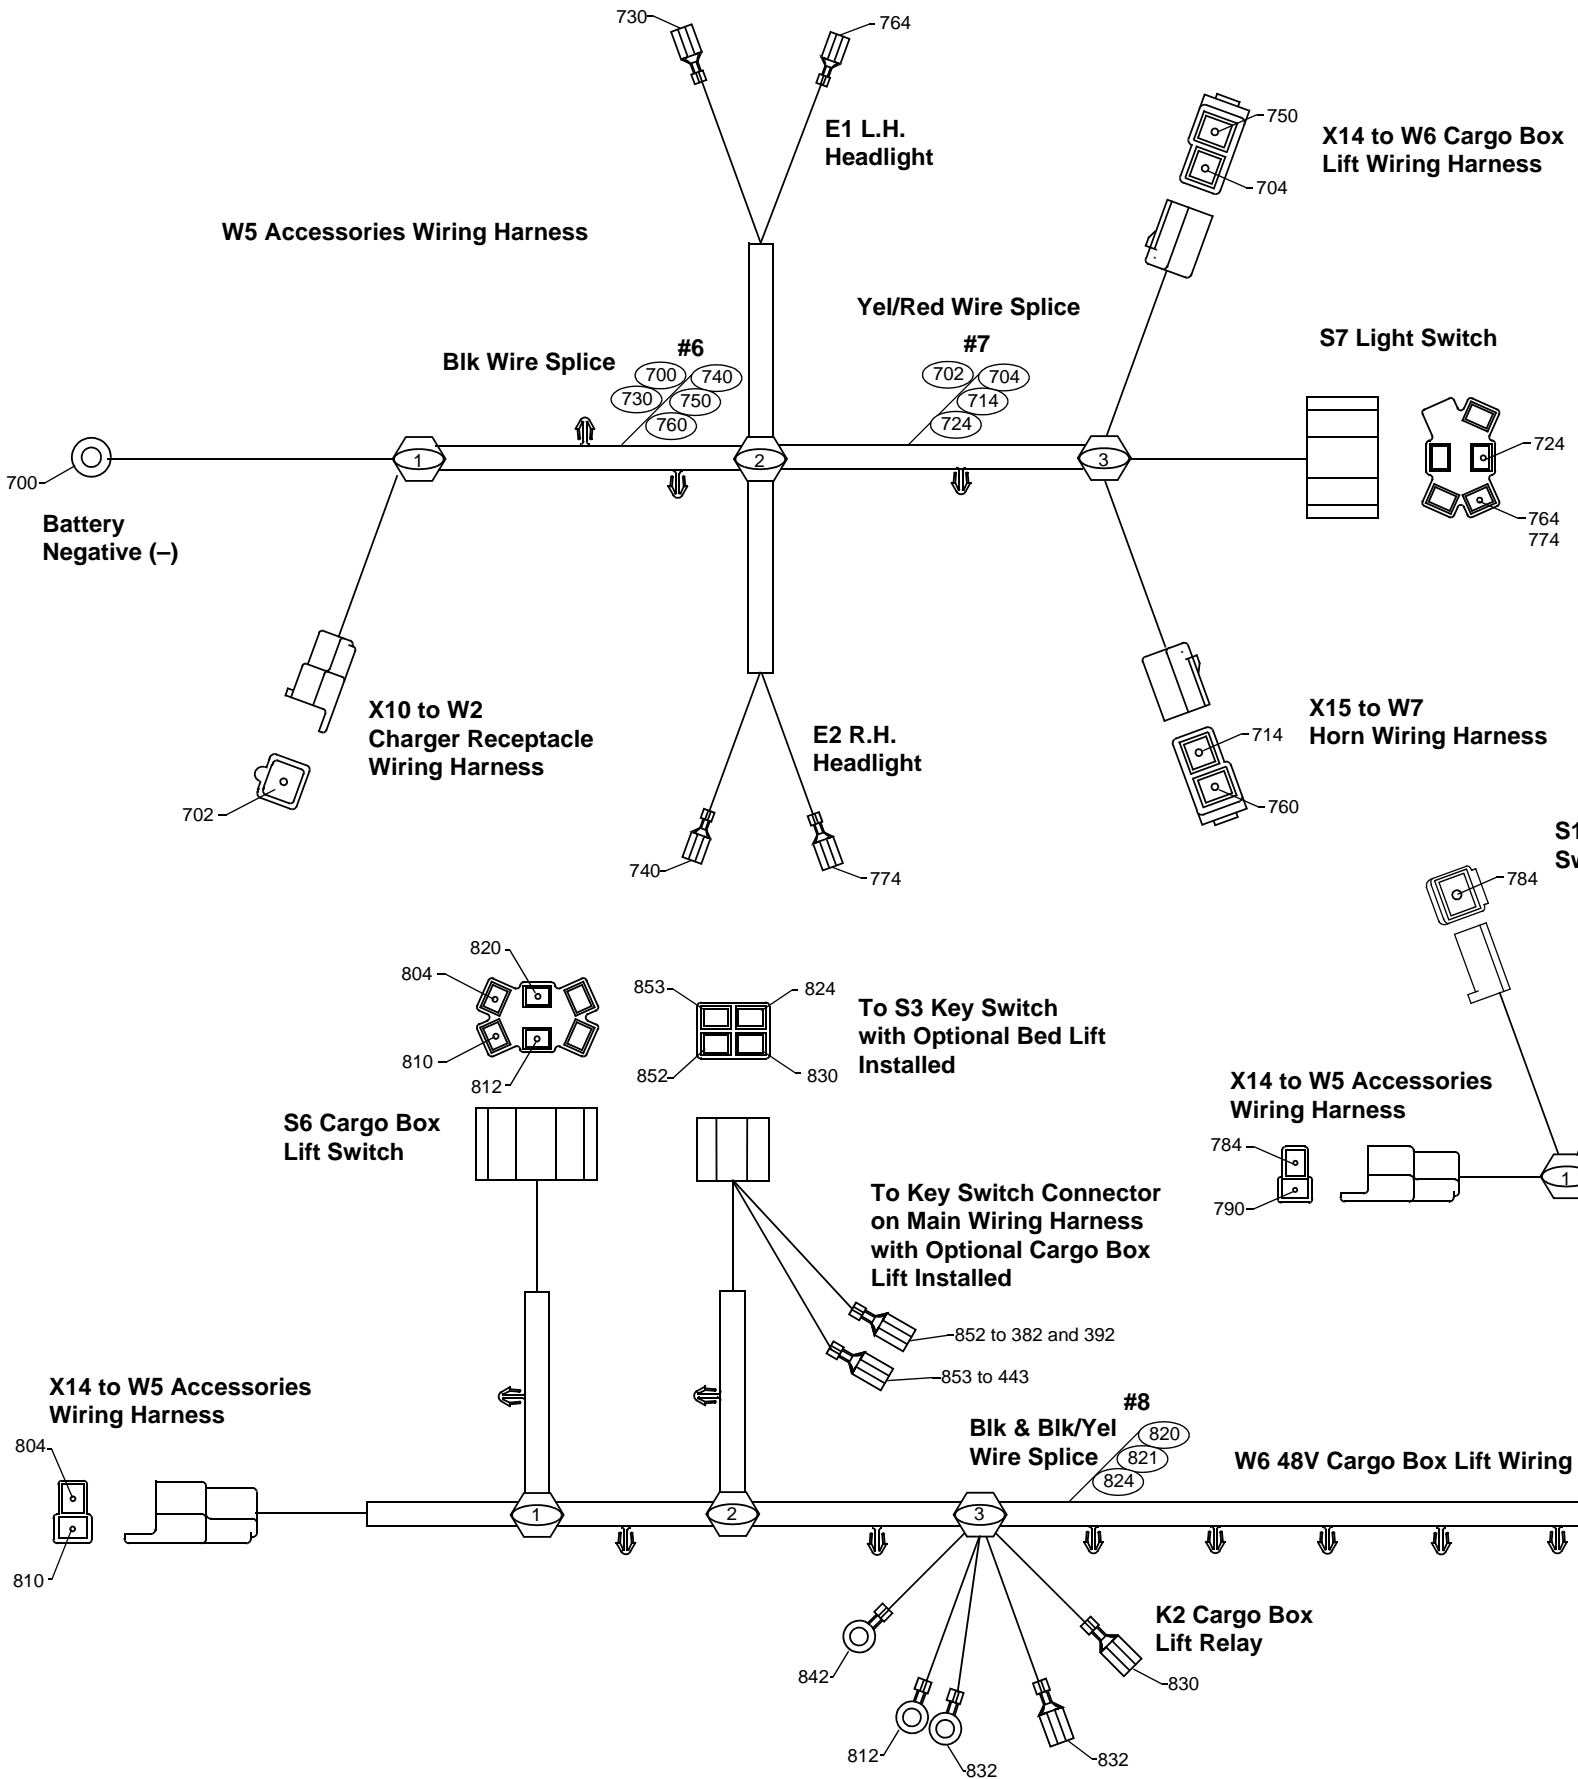 730
764
E1 L.H.
Headlight
750
704
X14 to W6 Cargo Box
Lift Wiring Harness
W5 Accessories Wiring Harness
Yel/Red Wire Splice
#7
702 704
714
724
Blk Wire Splice
#6
700 740
730 750
760
S7 Light Switch
724
764
774
700
1
2
3
Battery
Negative (–)
X10 to W2
Charger Receptacle
Wiring Harness
702
E2 R.H.
Headlight
740
774
X15 to W7
Horn Wiring Harness
714
760
S1
Sw
784
820
804
810
812
853
824
852
830
To S3 Key Switch
with Optional Bed Lift
Installed
S6 Cargo Box
Lift Switch
X14 to W5 Accessories
Wiring Harness
784
790
1
To Key Switch Connector
on Main Wiring Harness
with Optional Cargo Box
Lift Installed
852 to 382 and 392
853 to 443
X14 to W5 Accessories
Wiring Harness
804
810
#8
Blk & Blk/Yel
Wire Splice
820
821
824
W6 48V Cargo Box Lift Wiring
1
2
3
K2 Cargo Box
Lift Relay
842
830
812
832
832